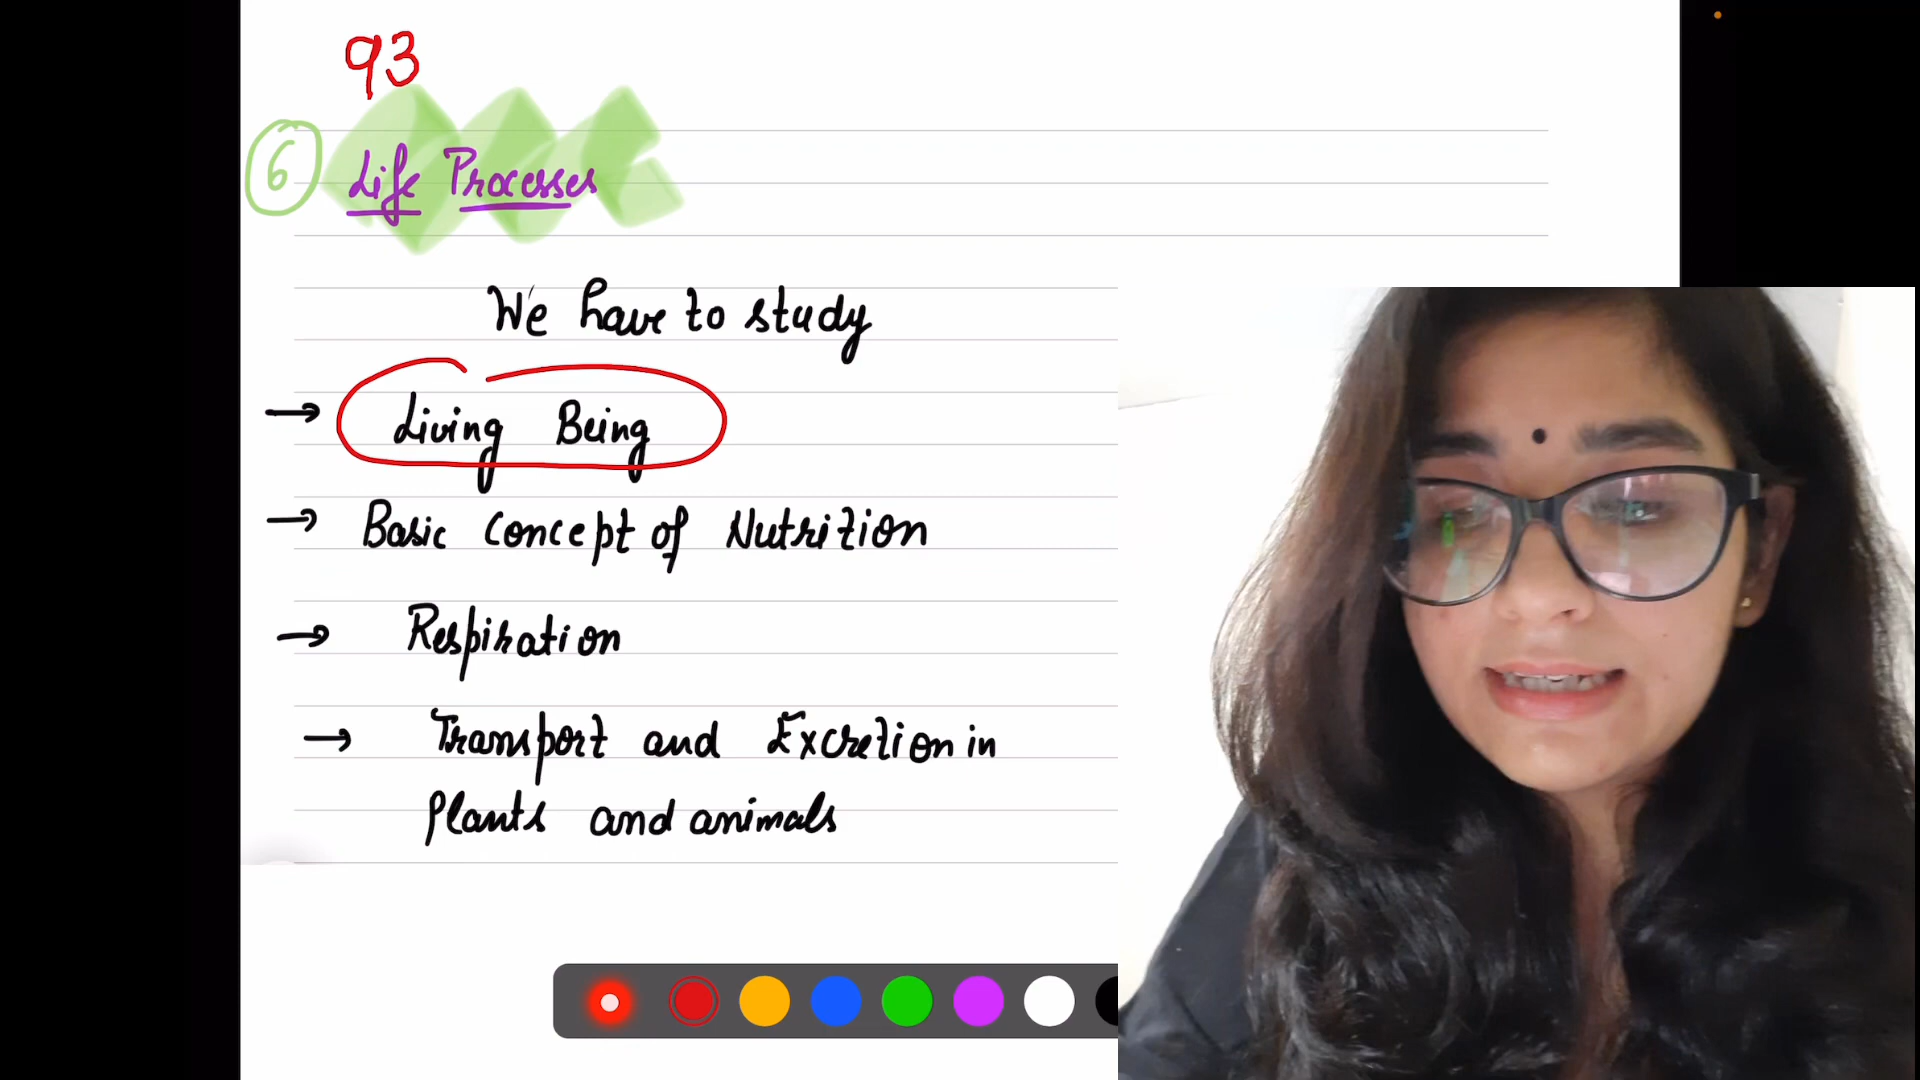 93
6 Life Processes
We have to study
→ Living Being
→ Basic concept of Nutrition
→ Respiration
→ Transport and Excretion in
Plants and animals